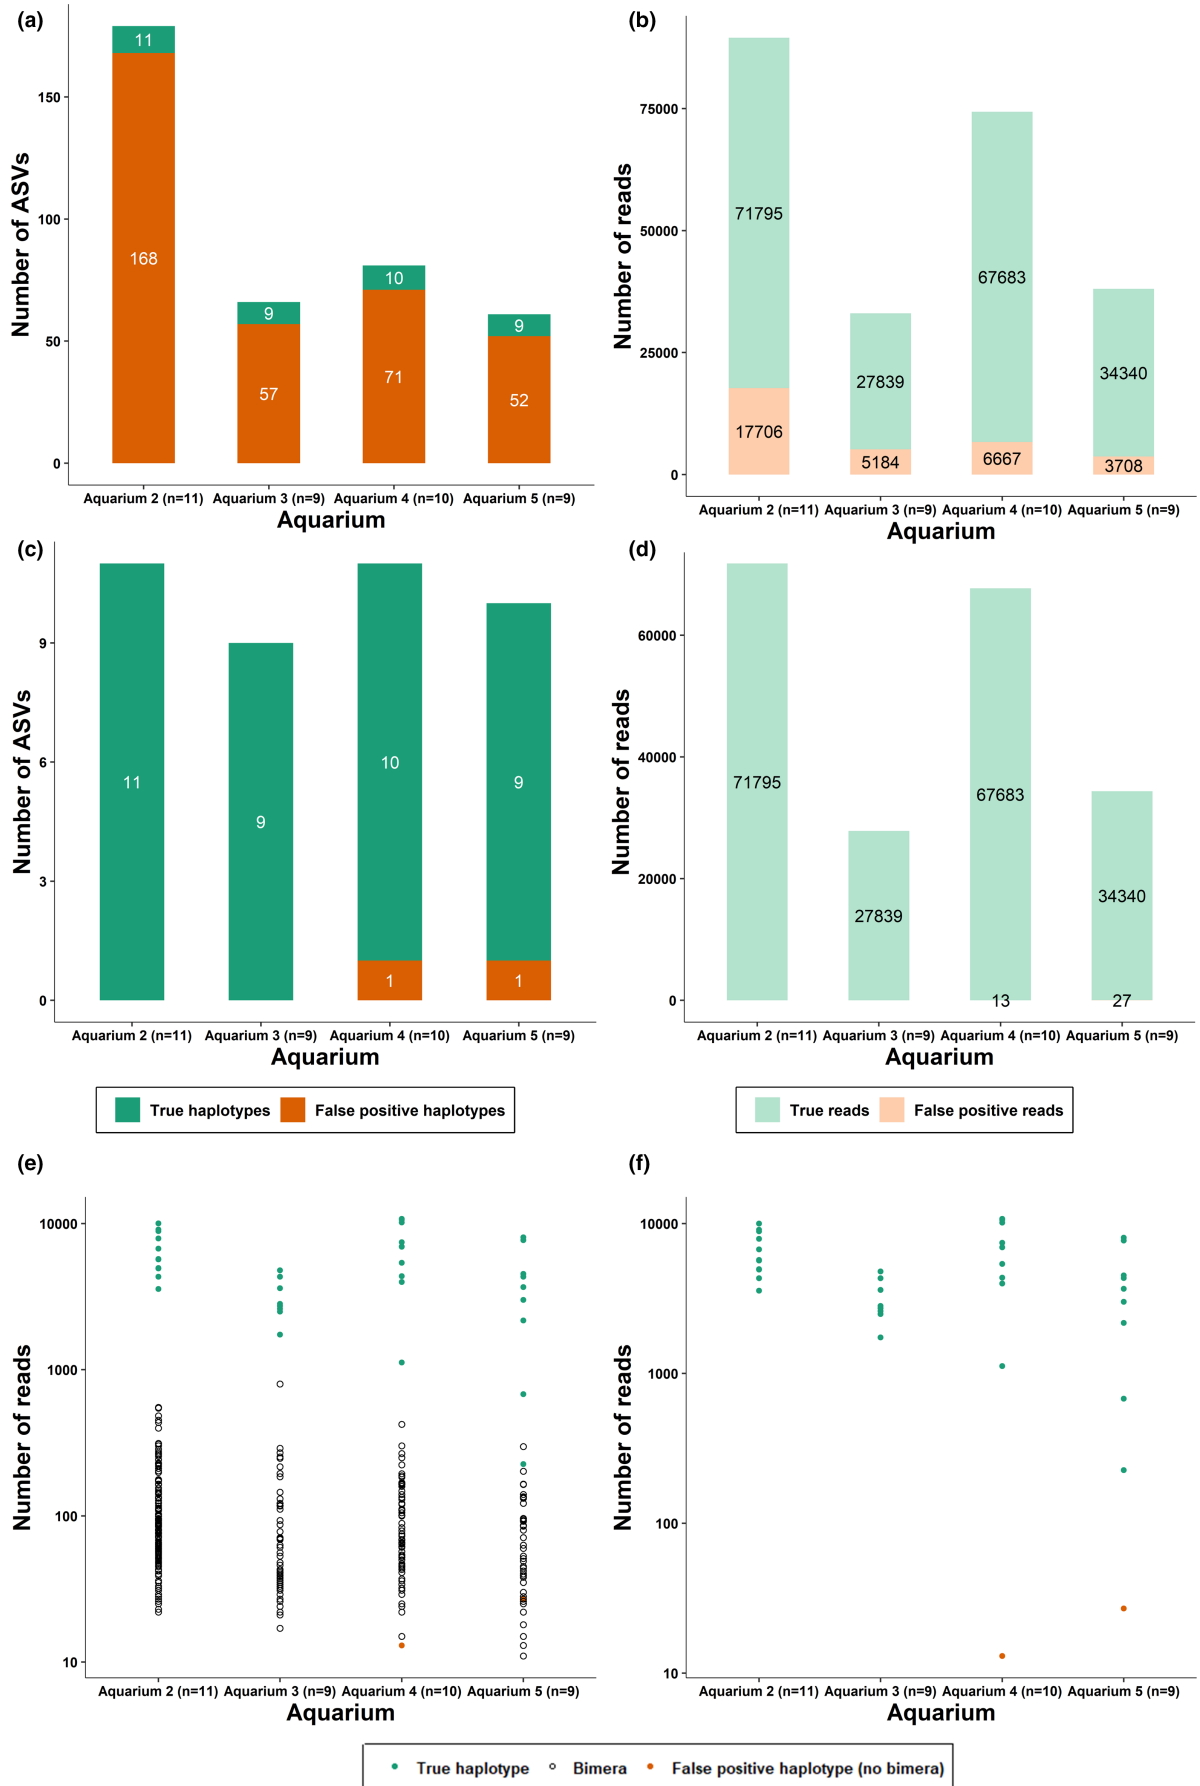 (a)
Number of ASVs
150
100
50
0
11
168
9
57
10
71
9
52
Aquarium 2 (n=11) Aquarium 3 (n=9) Aquarium 4 (n=10) Aquarium 5 (n=9)
Aquarium
(b)
Number of reads
75000
50000
25000
0
71795
17706
27839
5184
67683
6667
34340
3708
Aquarium 2 (n=11) Aquarium 3 (n=9) Aquarium 4 (n=10) Aquarium 5 (n=9)
Aquarium
(c)
Number of ASVs
9
6
3
0
11
9
10
1
9
1
Aquarium 2 (n=11) Aquarium 3 (n=9) Aquarium 4 (n=10) Aquarium 5 (n=9)
Aquarium
True haplotypes False positive haplotypes
(d)
Number of reads
60000
40000
20000
0
71795
27839
67683
13
34340
27
Aquarium 2 (n=11) Aquarium 3 (n=9) Aquarium 4 (n=10) Aquarium 5 (n=9)
Aquarium
True reads False positive reads
(e)
Number of reads
10000
1000
100
10
Aquarium 2 (n=11) Aquarium 3 (n=9) Aquarium 4 (n=10) Aquarium 5 (n=9)
Aquarium
(f)
Number of reads
10000
1000
100
10
Aquarium 2 (n=11) Aquarium 3 (n=9) Aquarium 4 (n=10) Aquarium 5 (n=9)
Aquarium
True haplotype Bimera False positive haplotype (no bimera)